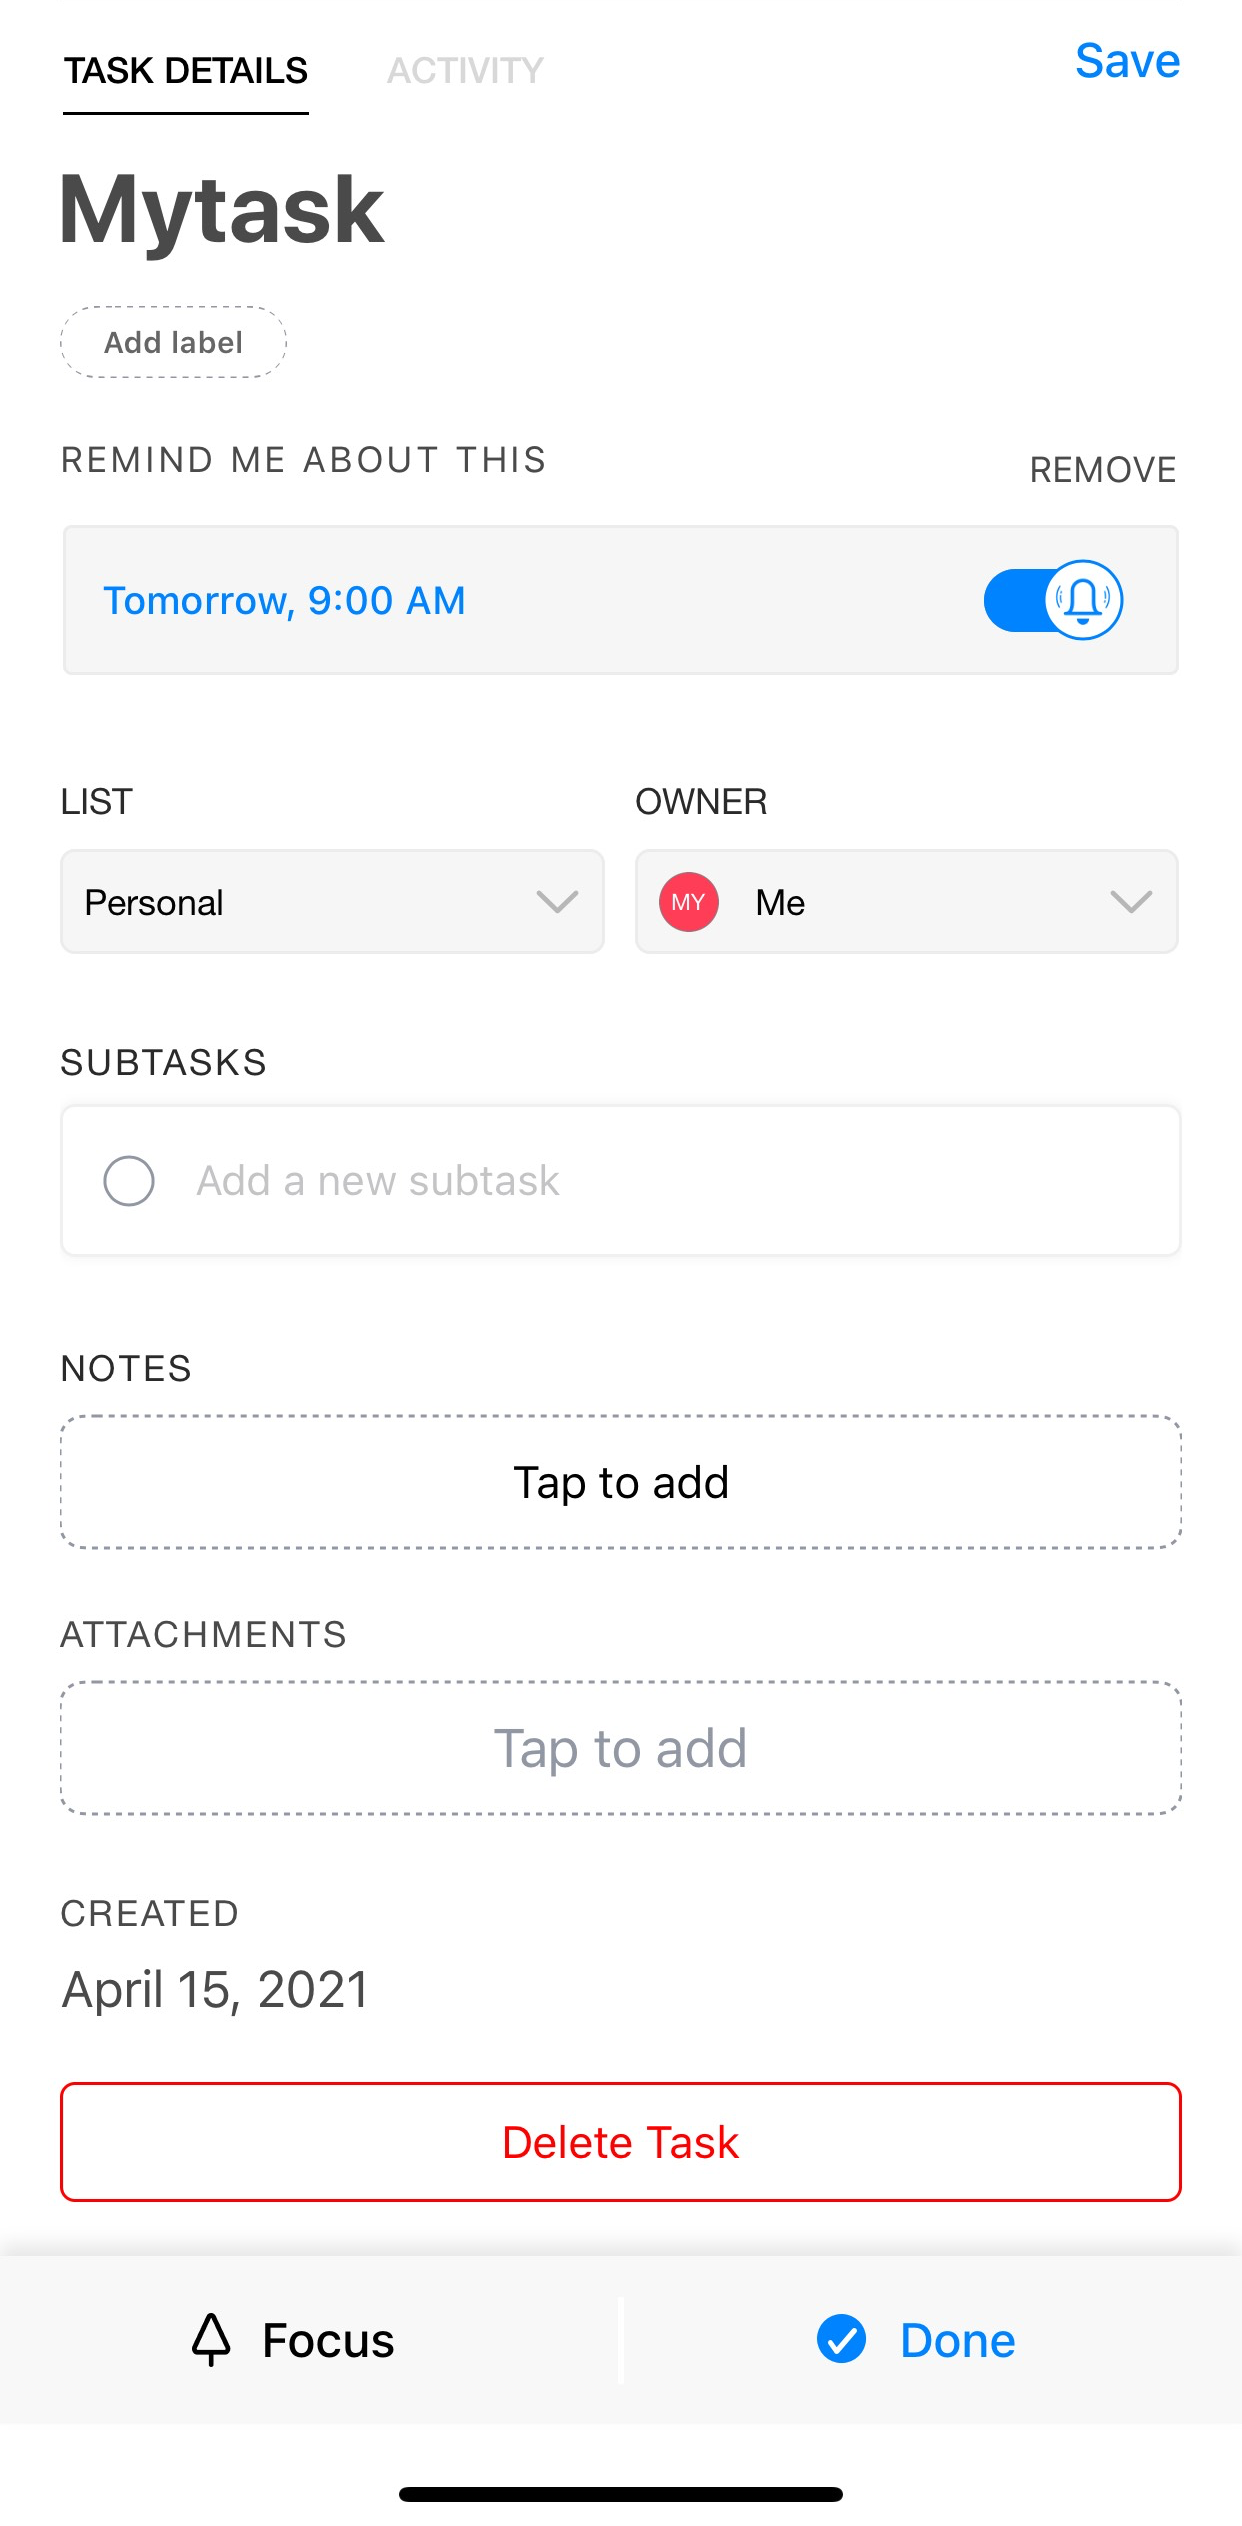 TASK DETAILS
ACTIVITY
Save
Mytask
Add label
REMIND ME ABOUT THIS
REMOVE
Tomorrow, 9:00 AM
LIST
OWNER
Personal
MY
Me
SUBTASKS
Add a new subtask
NOTES
Tap to add
ATTACHMENTS
Tap to add
CREATED
April 15, 2021
Delete Task
Focus
Done